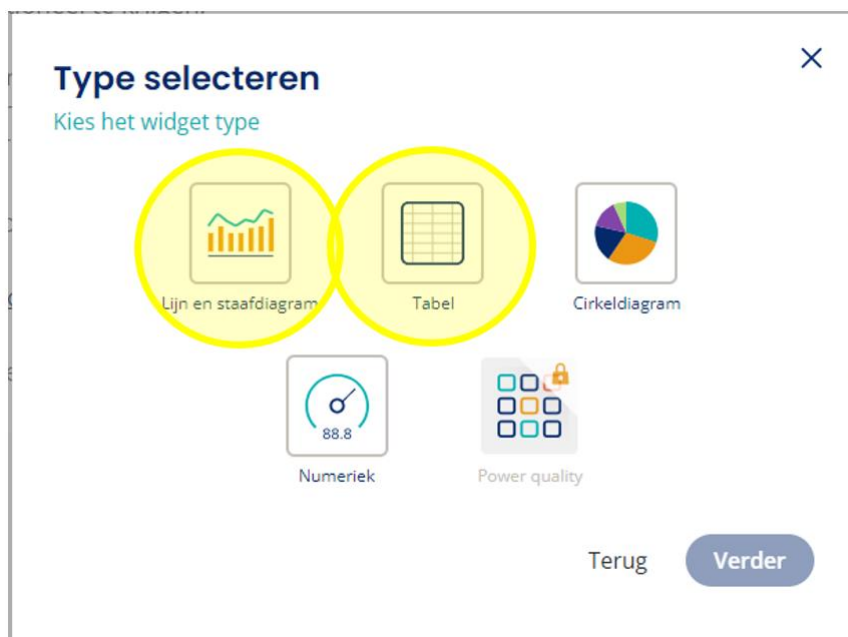 Type selecteren
Kies het widget type
Lijn en staafdiagram
Tabel
Cirkeldiagram
88.8
Numeriek
Power quality
Terug
Verder